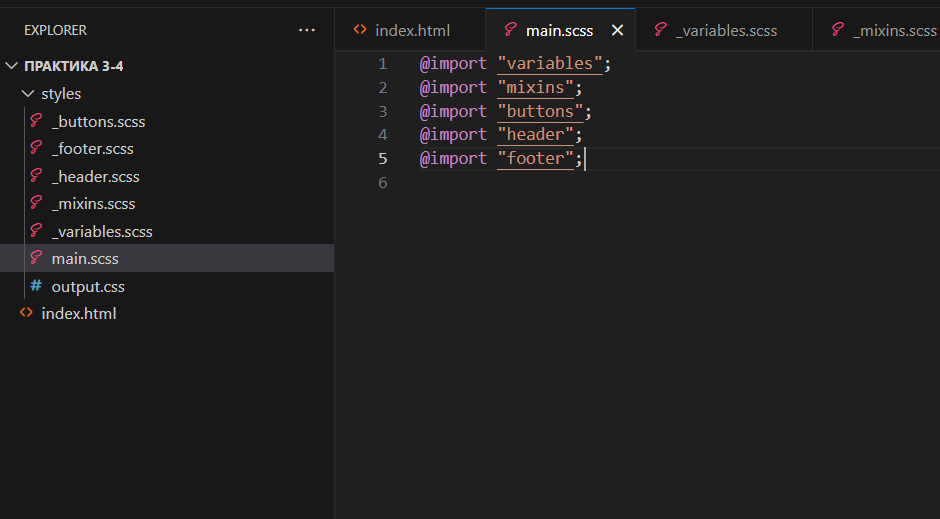 EXPLORER ...
ПРАКТИКА 3-4
styles
_buttons.scss
_footer.scss
_header.scss
_mixins.scss
_variables.scss
main.scss
# output.css
<> index.html
<> index.html main.scss × _variables.scss _mixins.scss
1 @import "variables";
2 @import "mixins";
3 @import "buttons";
4 @import "header";
5 @import "footer";
6